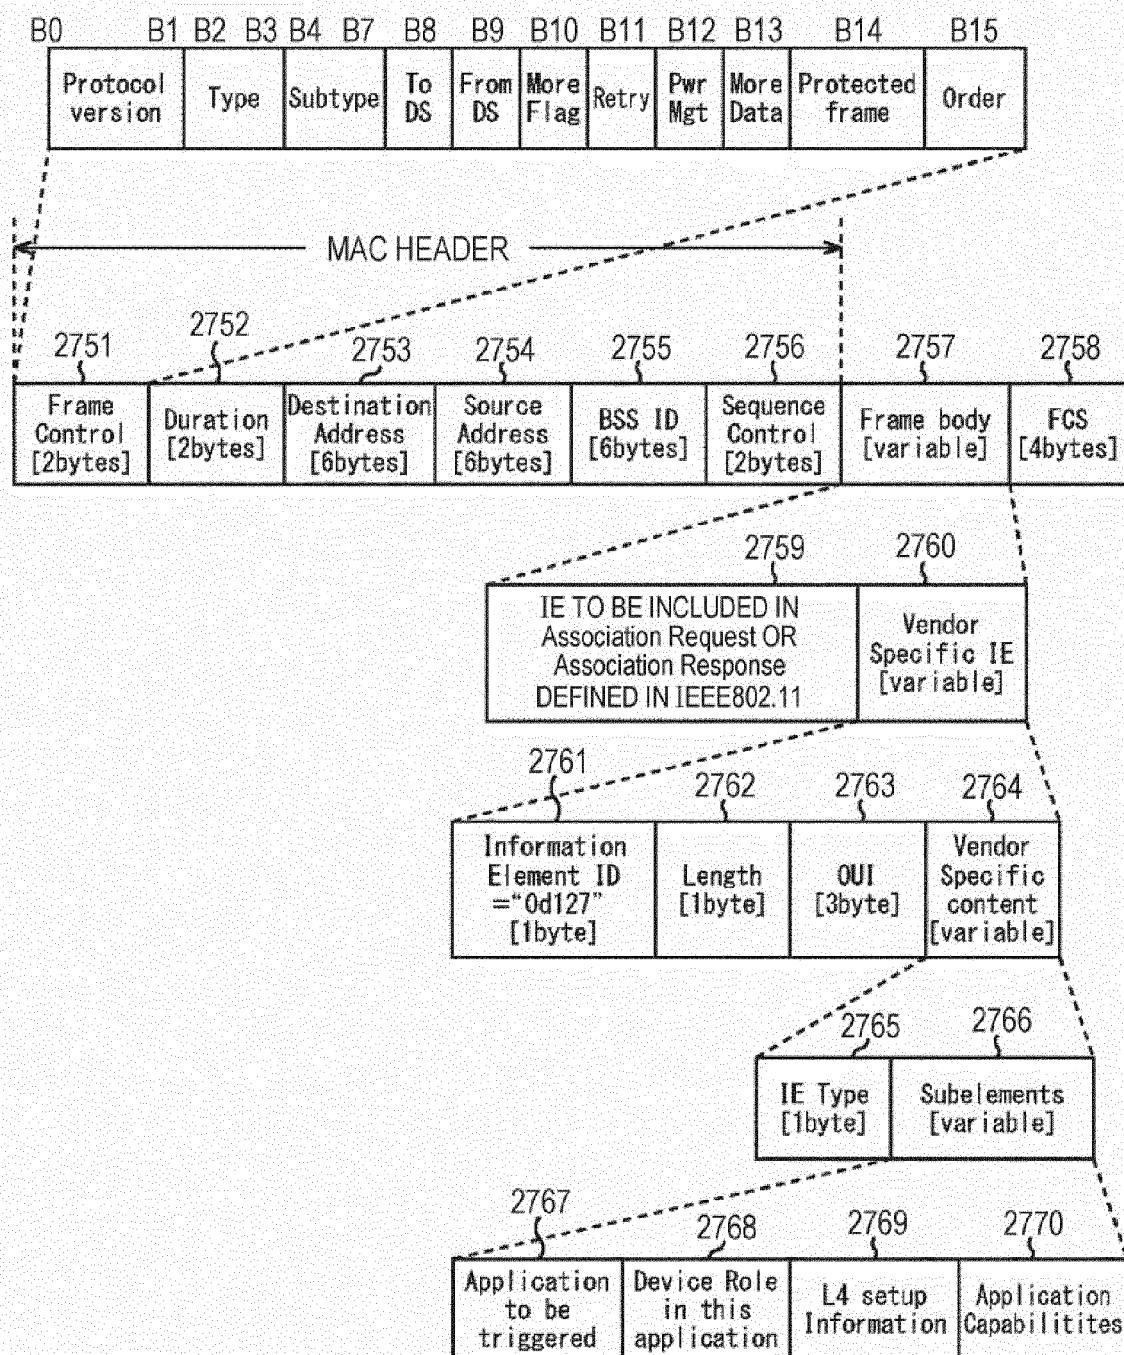 B0 B1 B2 B3 B4 B7 B8 B9 B10 B11 B12 B13 B14 B15
Protocol
version
Type
Subtype
To
DS
From
DS
More
Flag
Retry
Pwr
Mgt
More
Data
Protected
frame
Order
MAC HEADER
2751 2752 2753 2754 2755 2756 2757 2758
Frame
Control
[2bytes]
Duration
[2bytes]
Destination
Address
[6bytes]
Source
Address
[6bytes]
BSS ID
[6bytes]
Sequence
Control
[2bytes]
Frame body
[variable]
FCS
[4bytes]
2759 2760
IE TO BE INCLUDED IN
Association Request OR
Association Response
DEFINED IN IEEE802.11
Vendor
Specific IE
[variable]
2761 2762 2763 2764
Information
Element ID
="0d127"
[1byte]
Length
[1byte]
OUI
[3byte]
Vendor
Specific
content
[variable]
2765 2766
IE Type
[1byte]
Subelements
[variable]
2767 2768 2769 2770
Application
to be
triggered
Device Role
in this
application
L4 setup
Information
Application
Capabilitites